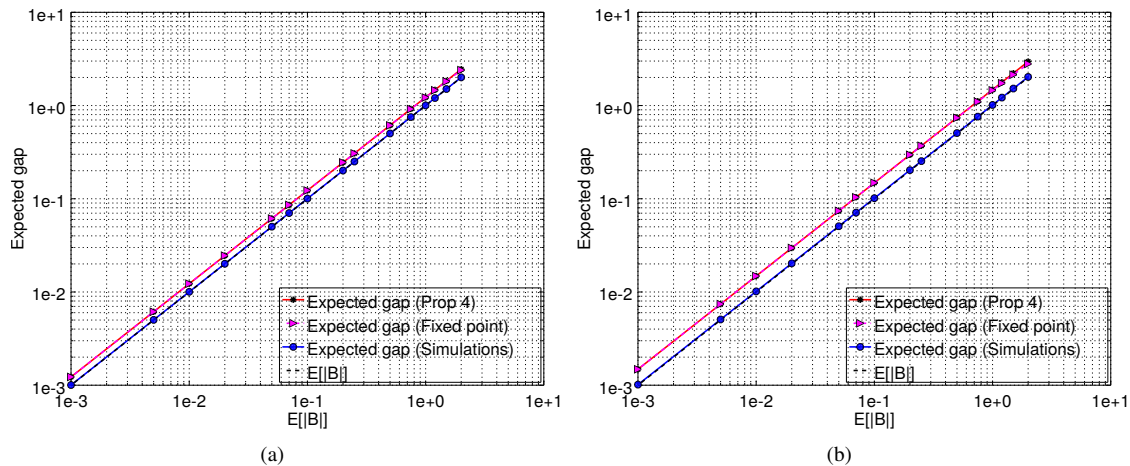 1e+1
1e+0
1e-1
1e-2
1e-3
Expected gap
Expected gap (Prop 4)
Expected gap (Fixed point)
Expected gap (Simulations)
E[|B|]
1e-3 1e-2 1e-1 1e+0 1e+1
E[|B|]
(a)
1e+1
1e+0
1e-1
1e-2
1e-3
Expected gap
Expected gap (Prop 4)
Expected gap (Fixed point)
Expected gap (Simulations)
E[|B|]
1e-3 1e-2 1e-1 1e+0 1e+1
E[|B|]
(b)